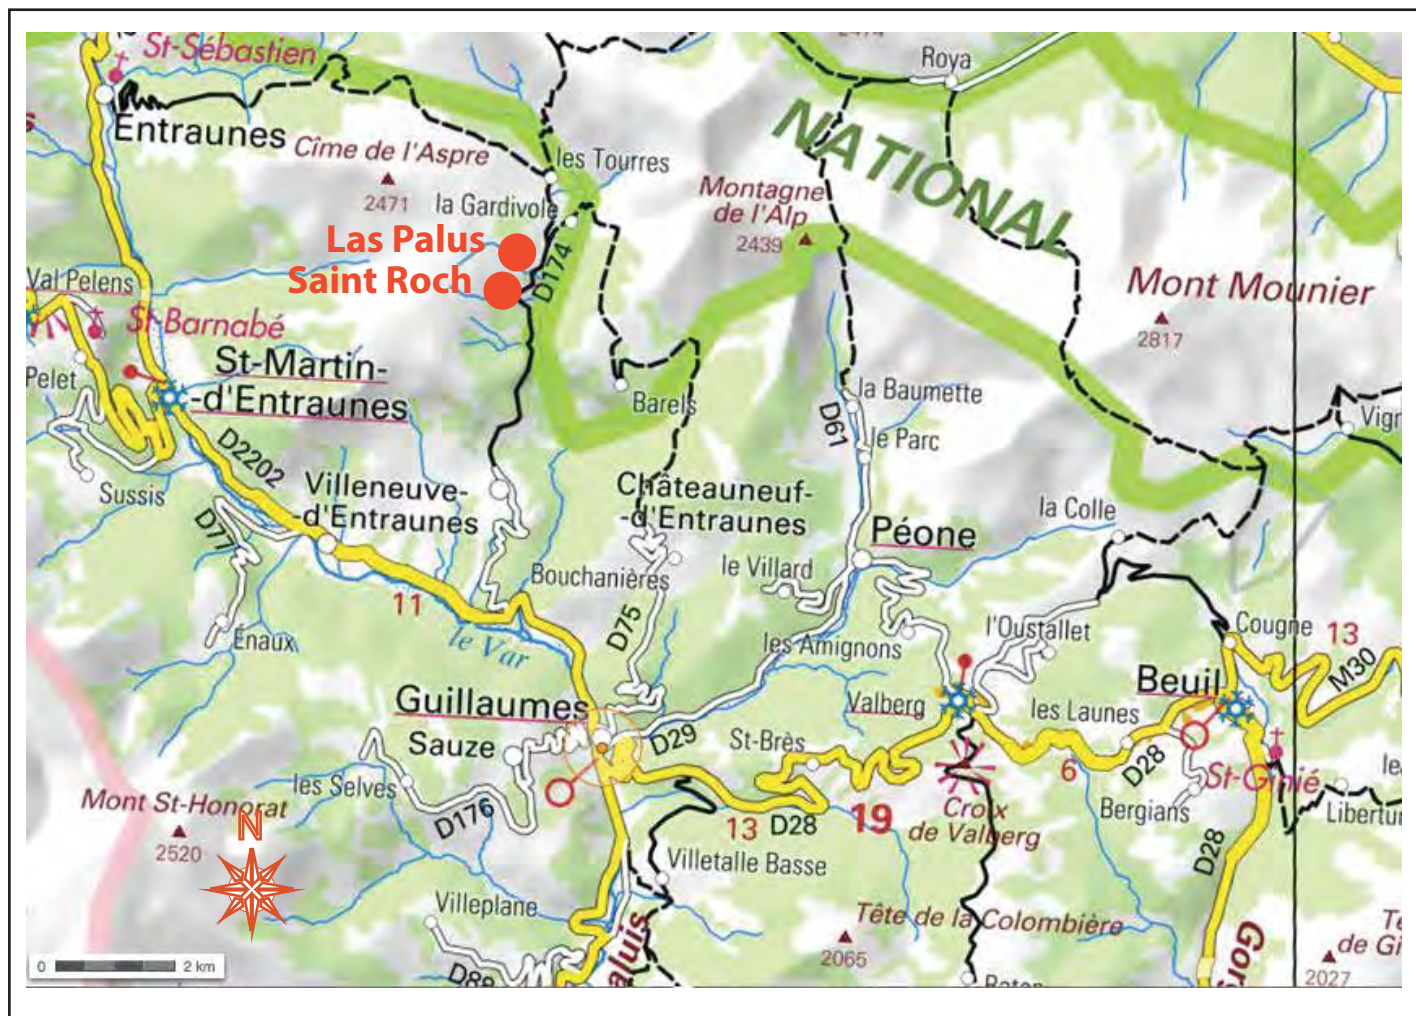 St-Sébastien
Entraunes
Cîme de l'Aspre
2471
les Tourres
la Gardivole
Las Palus
Saint Roch
D174
Roya
NATIONAL
Montagne
de l'Alp
2439
Mont Mounier
2817
Val Pelens
St-Barnabé
St-Martin-
-d'Entraunes
Pelet
Sussis
D2202
D77
Villeneuve-
-d'Entraunes
Barels
la Baumette
D61
le Parc
Châteauneuf-
-d'Entraunes
Péone
la Colle
Vign
Bouchanières
le Villard
11
le Var
D75
Énaux
les Amignons
l'Oustallet
Cougne
13
M30
Guillaumes
Sauze
D29
St-Brès
Valberg
les Launes
Beuil
les Selves
D176
Mont St-Honorat
2520
N
13
D28
19
Croix
de Valberg
6
D28
Bergians
St-Ginié
D28
Libertur
Villetalle Basse
Villeplane
Tête de la Colombière
2065
de Gi
2027
0
2 km